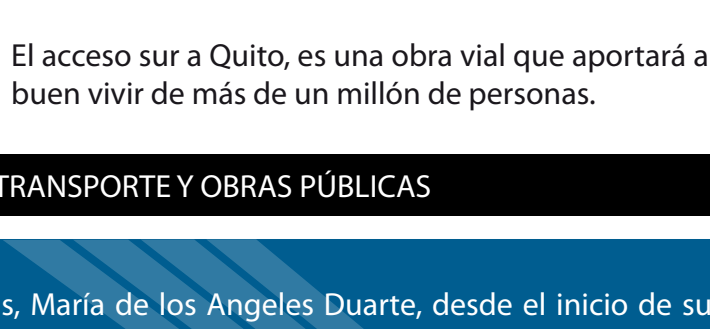 El acceso sur a Quito, es una obra vial que aportará a
buen vivir de más de un millón de personas.
TRANSPORTE Y OBRAS PÚBLICAS
s, María de los Angeles Duarte, desde el inicio de su